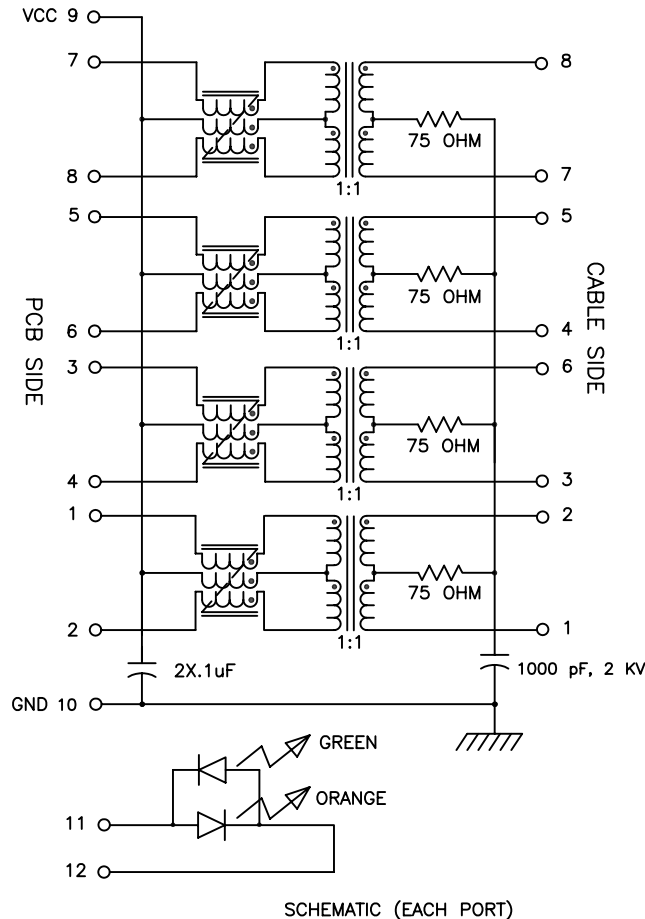 VCC 9
7
8
8
75 OHM
7
1:1
5
5
75 OHM
6
4
1:1
PCB SIDE
CABLE SIDE
3
6
75 OHM
4
3
1:1
1
2
75 OHM
2
1
1:1
2X.1uF
1000 pF, 2 KV
GND 10
GREEN
ORANGE
11
12
SCHEMATIC (EACH PORT)